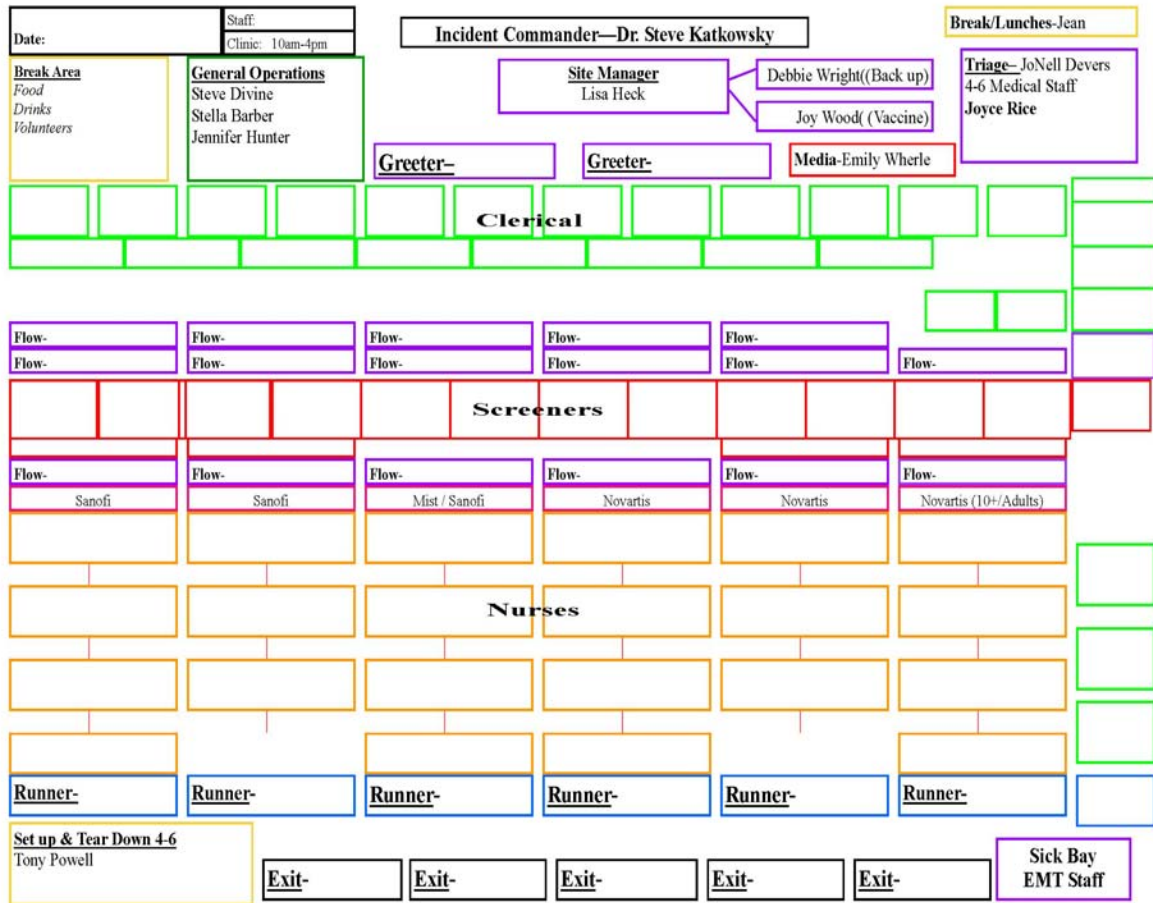 Date:
Staff:
Clinic: 10am-4pm
Incident Commander—Dr. Steve Katkowsky
Break/Lunches-Jean
Break Area
Food
Drinks
Volunteers
General Operations
Steve Divine
Stella Barber
Jennifer Hunter
Site Manager
Lisa Heck
Debbie Wright((Back up)
Joy Wood( (Vaccine)
Triage– JoNell Devers
4-6 Medical Staff
Joyce Rice
Greeter–
Greeter-
Media-Emily Wherle
Clerical
Flow-
Flow-
Flow-
Flow-
Flow-
Flow-
Flow-
Flow-
Flow-
Flow-
Flow-
Screeners
Flow-
Flow-
Flow-
Flow-
Flow-
Flow-
Sanofi
Sanofi
Mist / Sanofi
Novartis
Novartis
Novartis (10+/Adults)
Nurses
Runner-
Runner-
Runner-
Runner-
Runner-
Runner-
Set up & Tear Down 4-6
Tony Powell
Exit-
Exit-
Exit-
Exit-
Exit-
Sick Bay
EMT Staff